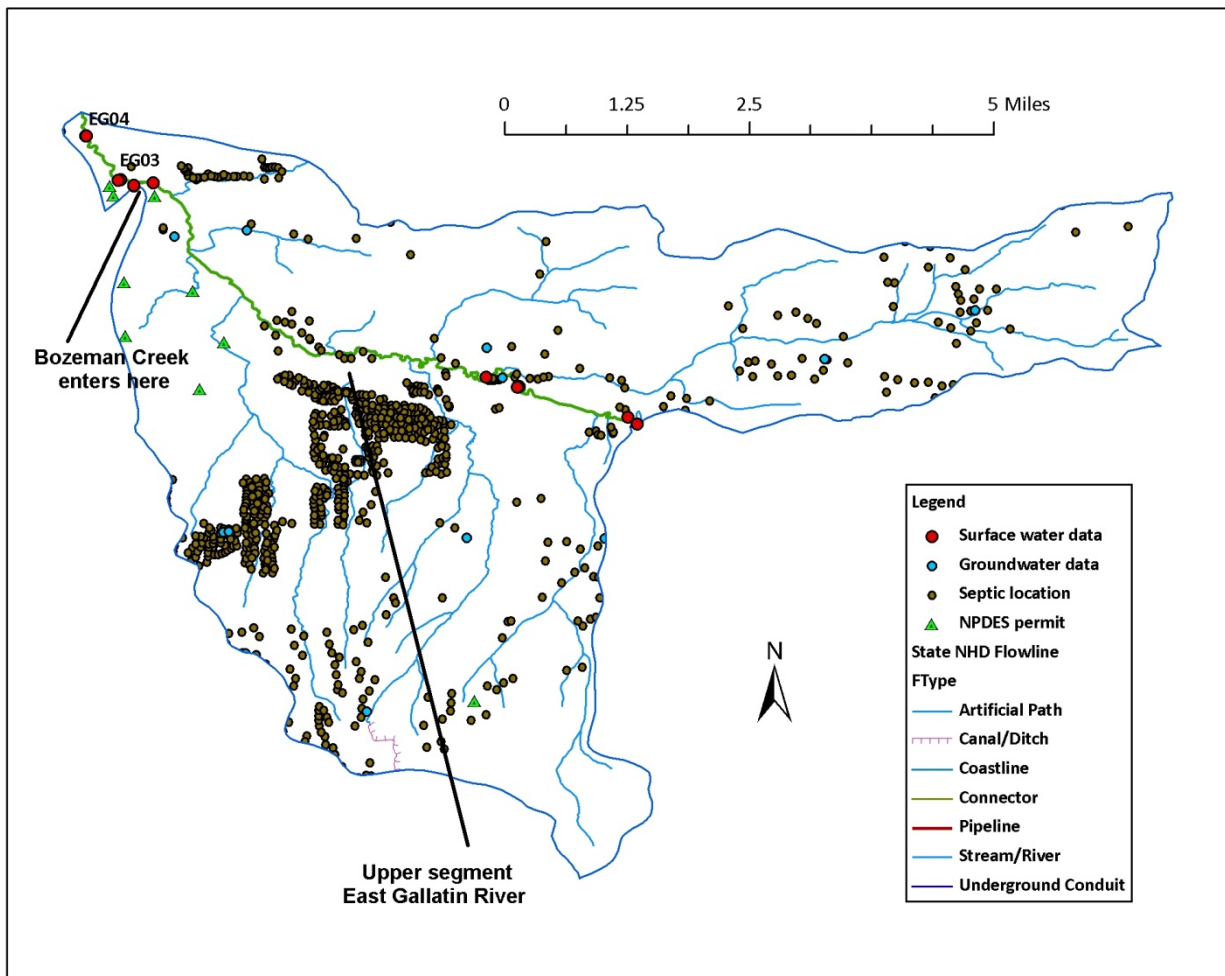 0 1.25 2.5 5 Miles
EG04
EG03
Bozeman Creek
enters here
Upper segment
East Gallatin River
N
Legend
Surface water data
Groundwater data
Septic location
NPDES permit
State NHD Flowline
FType
Artificial Path
Canal/Ditch
Coastline
Connector
Pipeline
Stream/River
Underground Conduit